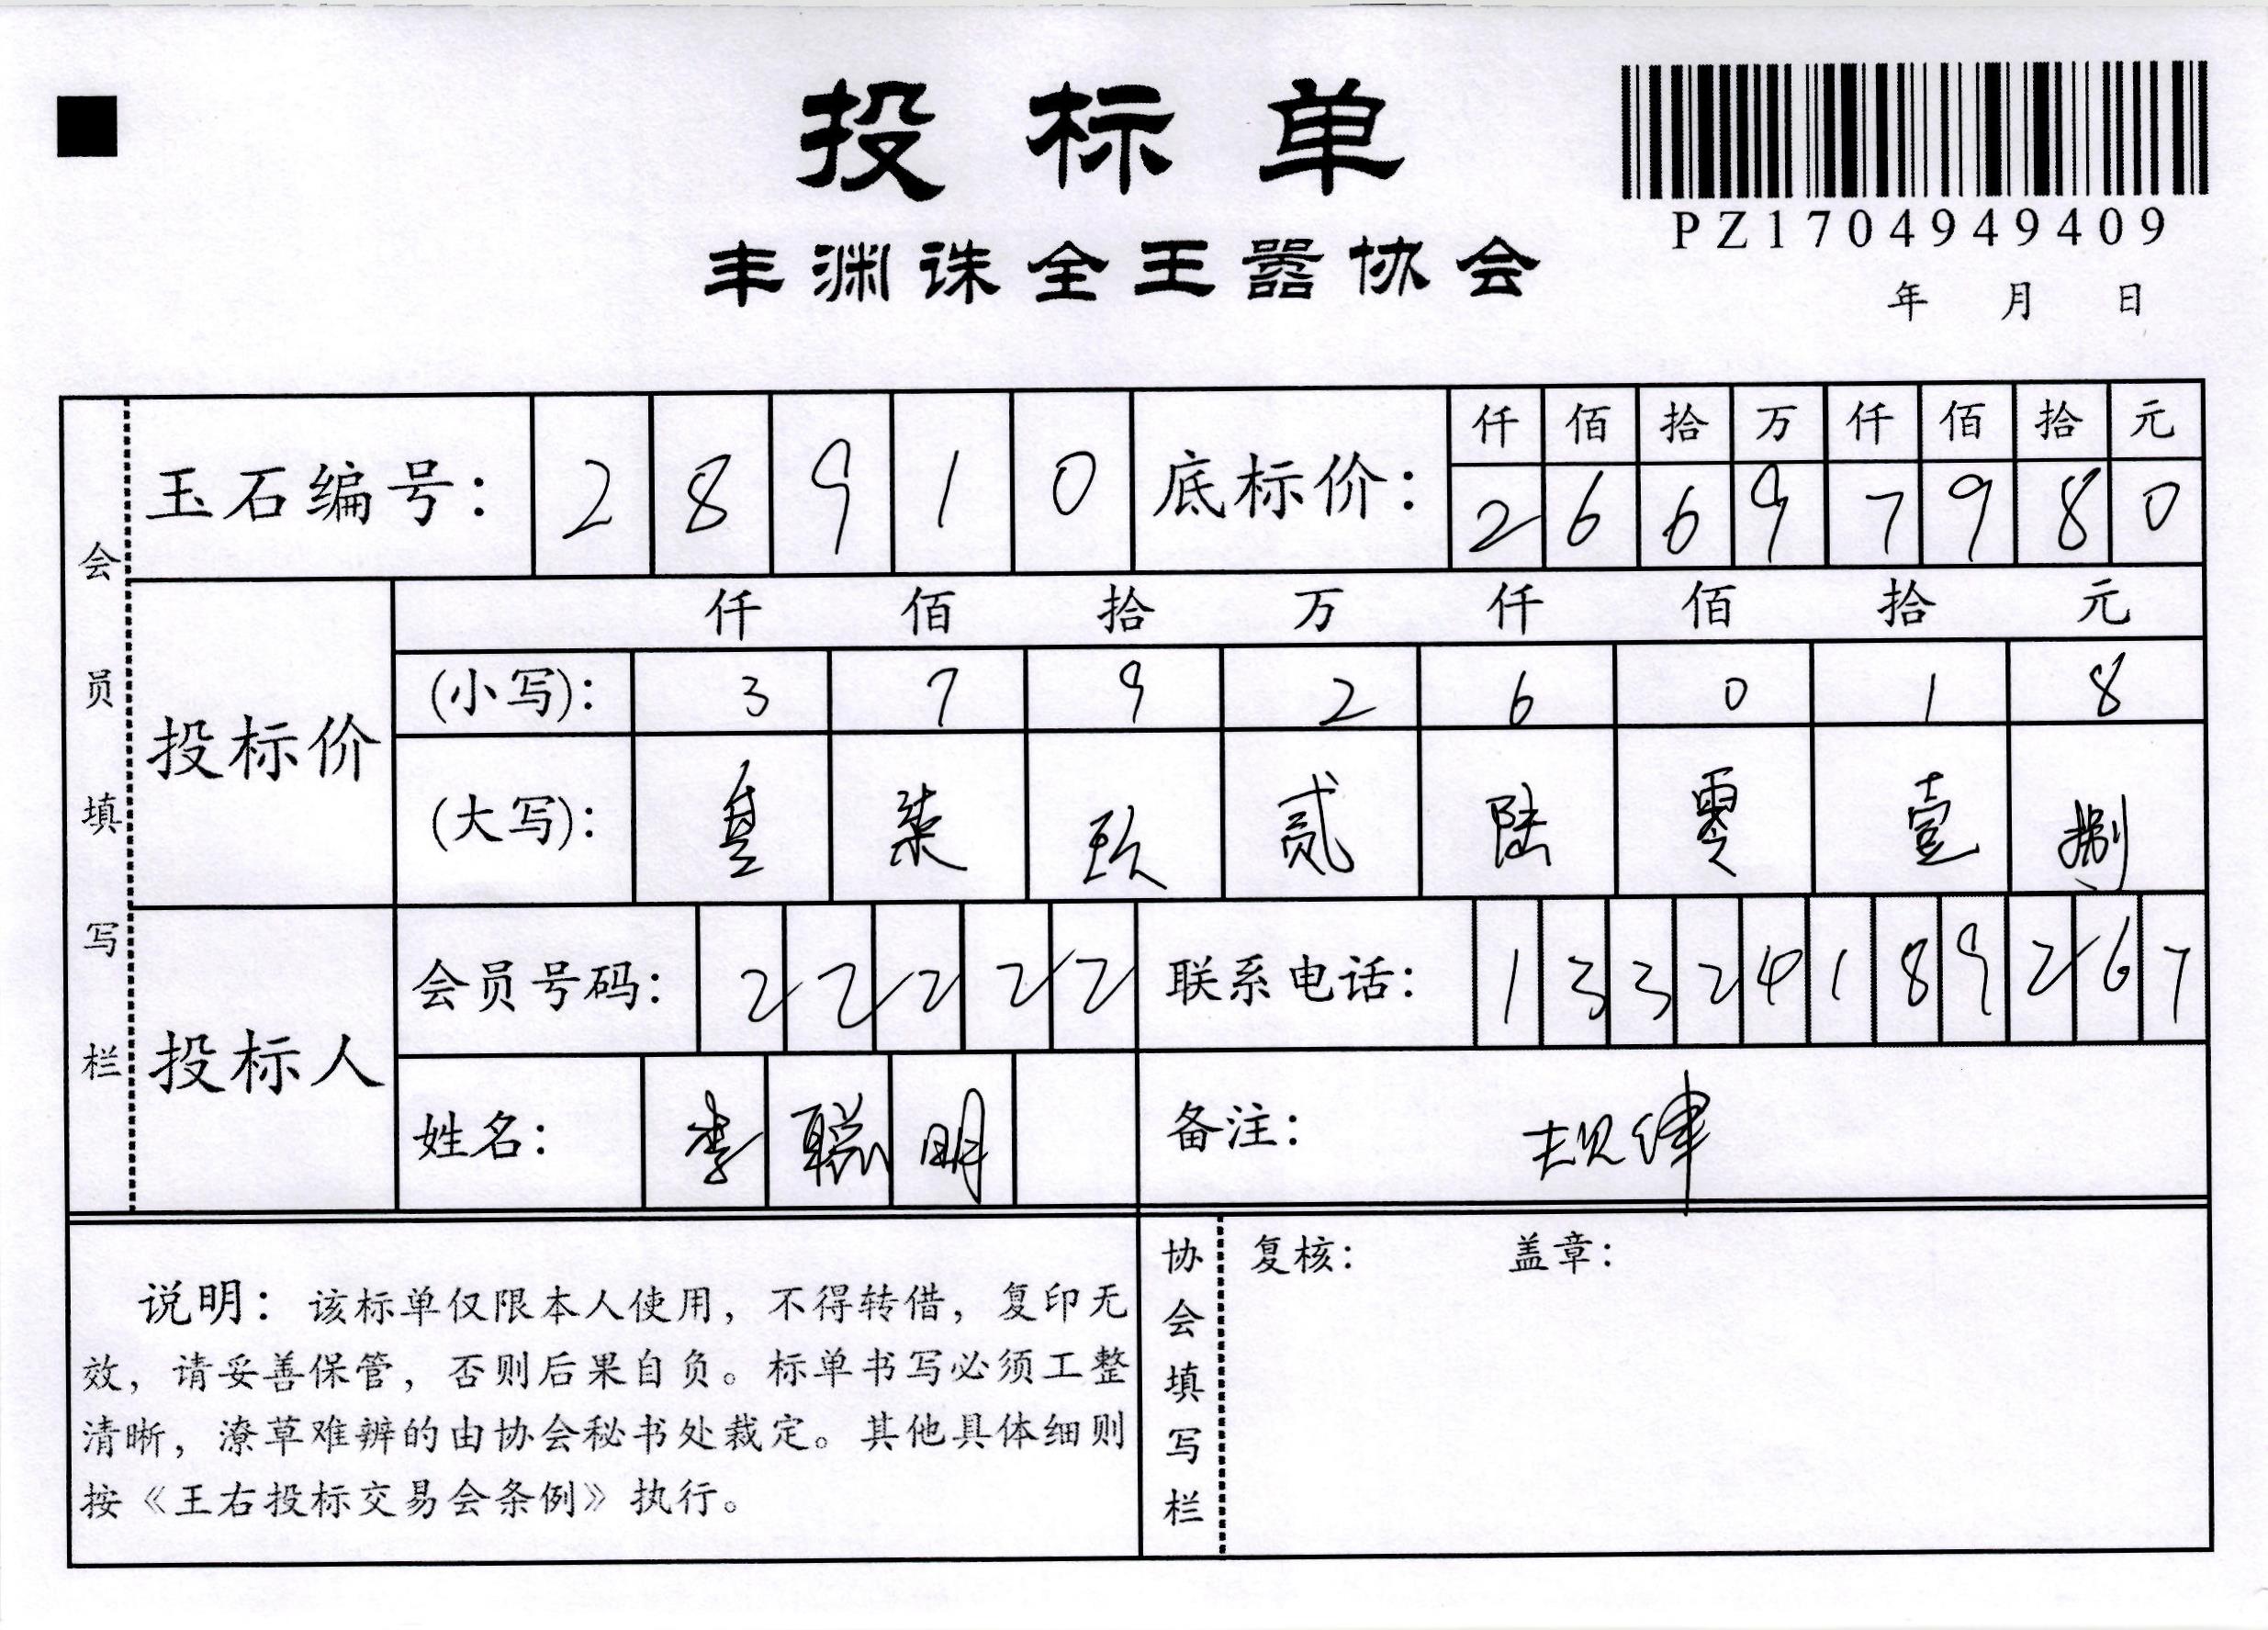 投标单
PZ1704949409
丰渊诛全王嚣协会
年 月 日
会员填写栏
玉石编号： 2 8 9 1 0
底标价：
仟 佰 拾 万 仟 佰 拾 元
2 6 6 9 7 9 8 0
投标价
仟 佰 拾 万 仟 佰 拾 元
(小写)： 3 7 9 2 6 0 1 8
(大写)： 叁 柒 玖 贰 陆 零 壹 捌
投标人
会员号码： 2 2 2 2 2
联系电话： 1 3 3 2 4 1 8 9 2 6 7
姓名： 李 聪 明
备注： 规律
说明：该标单仅限本人使用，不得转借，复印无
效，请妥善保管，否则后果自负。标单书写必须工整
清晰，潦草难辨的由协会秘书处裁定。其他具体细则
按《王右投标交易会条例》执行。
协会填写栏
复核： 盖章：